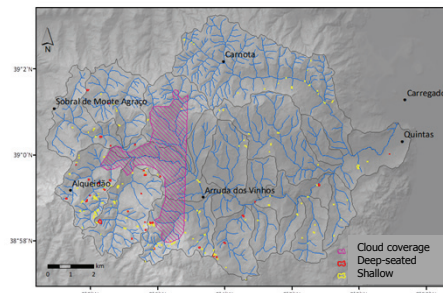 N
Carnota
39°2'N
Carregado
Sobral de Monte Agraço
Quintas
39°0'N
Alqueidão
Arruda dos Vinhos
38°58'N
Cloud coverage
Deep-seated
Shallow
0 1 2
km